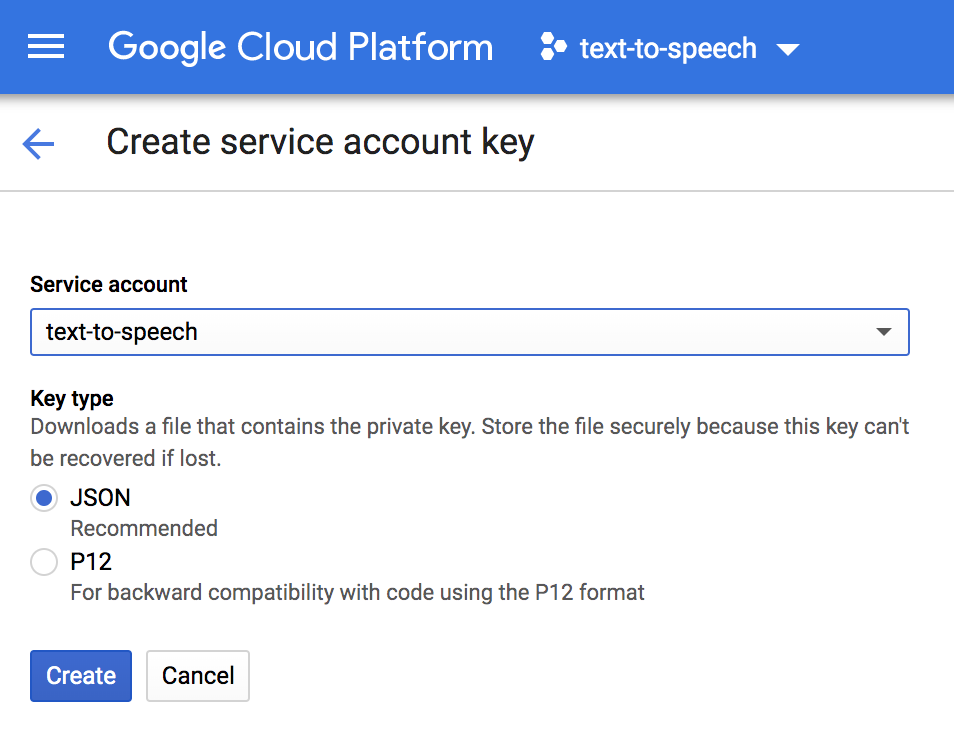 Google Cloud Platform text-to-speech
Create service account key
Service account
text-to-speech
Key type
Downloads a file that contains the private key. Store the file securely because this key can't
be recovered if lost.
JSON
Recommended
P12
For backward compatibility with code using the P12 format
Create Cancel